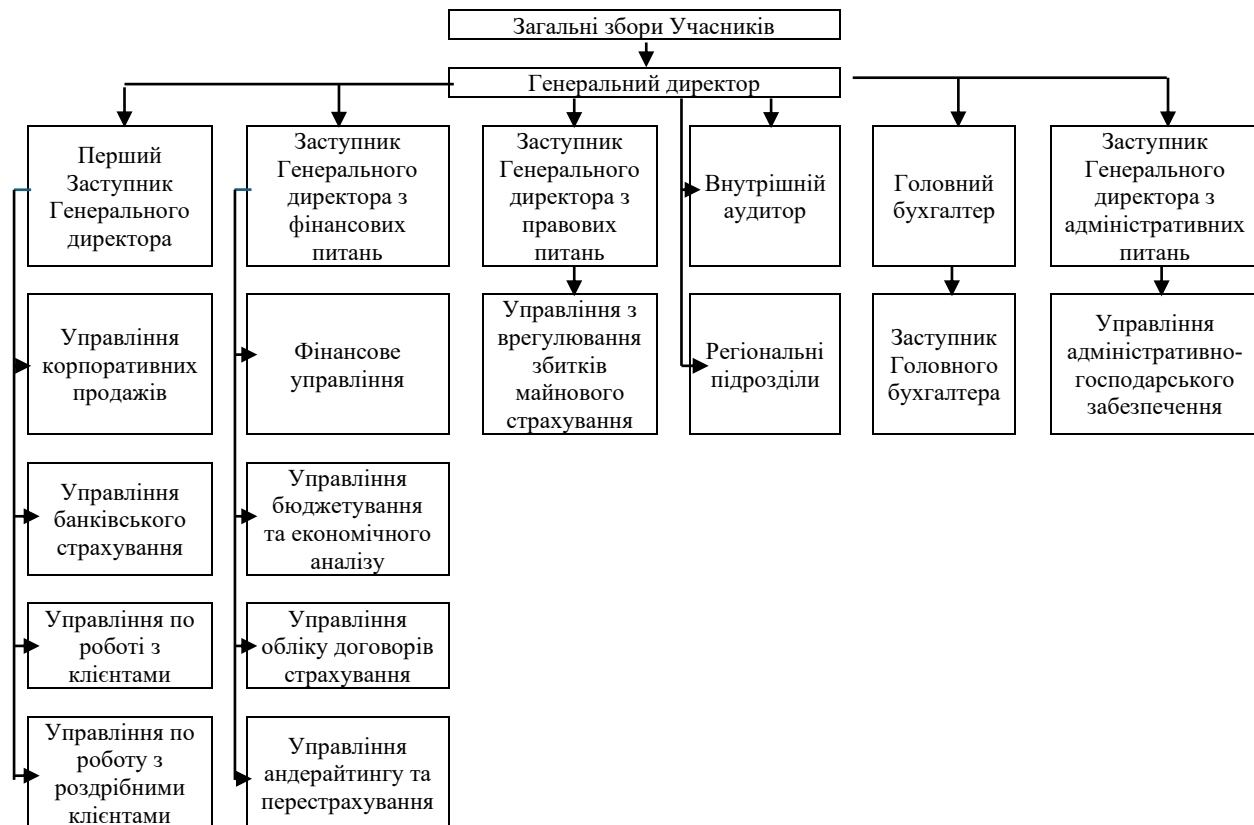 Загальні збори Учасників
Генеральний директор
Перший
Заступник
Генерального
директора
Заступник
Генерального
директора з
фінансових
питань
Заступник
Генерального
директора з
правових
питань
Внутрішній
аудитор
Головний
бухгалтер
Заступник
Генерального
директора з
адміністративних
питань
Управління
корпоративних
продажів
Фінансове
управління
Управління з
врегулювання
збитків
майнового
страхування
Регіональні
підрозділи
Заступник
Головного
бухгалтера
Управління
адміністративно-
господарського
забезпечення
Управління
банківського
страхування
Управління
бюджетування
та економічного
аналізу
Управління по
роботі з
клієнтами
Управління
обліку договорів
страхування
Управління по
роботу з
роздрібними
клієнтами
Управління
андерайтингу та
перестрахування